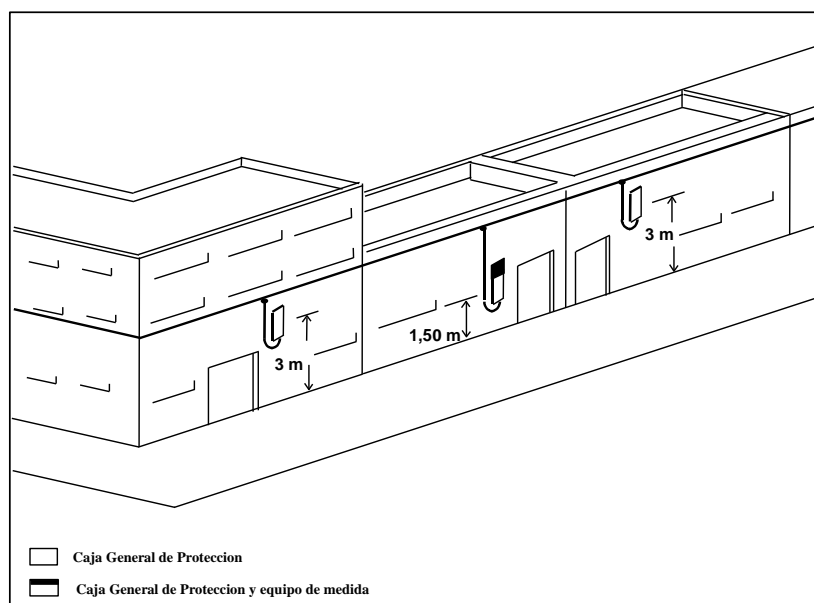 3 m
1,50 m
3 m
Caja General de Proteccion
Caja General de Proteccion y equipo de medida